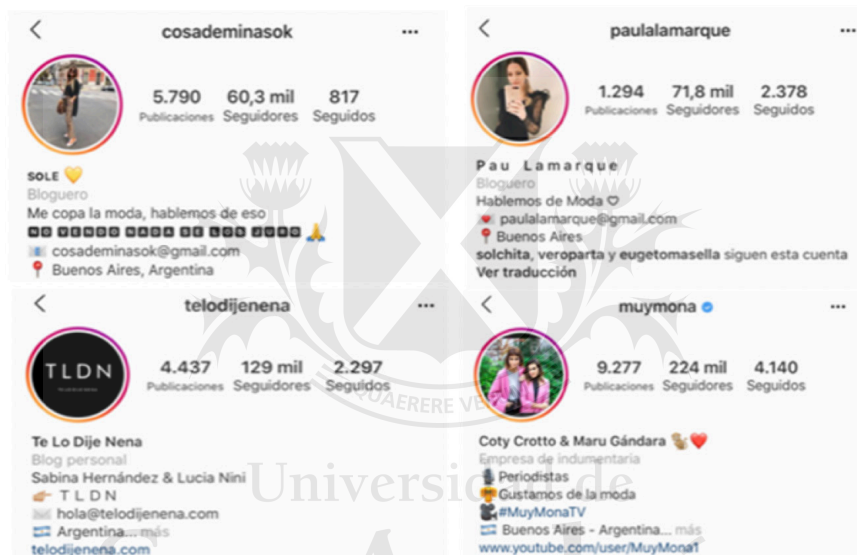 cosademinasok
5.790 60,3 mil 817
Publicaciones Seguidores Seguidos
SOLE 💛
Bloguero
Me copa la moda, hablemos de eso
NO VENDO NADA SE LOS JURO 🙏
📧 cosademinasok@gmail.com
📍 Buenos Aires, Argentina
paulalamarque
1.294 71,8 mil 2.378
Publicaciones Seguidores Seguidos
Pau Lamarque
Bloguero
Hablemos de Moda ♡
💌 paulalamarque@gmail.com
📍 Buenos Aires
solchita, veroparta y eugetomasella siguen esta cuenta
Ver traducción
telodijenena
TLDN
4.437 129 mil 2.297
Publicaciones Seguidores Seguidos
Te Lo Dije Nena
Blog personal
Sabina Hernández & Lucia Nini
👉🏼 T L D N
✉️ hola@telodijenena.com
🇦🇷 Argentina... más
telodijenena.com
muymona
9.277 224 mil 4.140
Publicaciones Seguidores Seguidos
Coty Crotto & Maru Gándara 👏🏼❤️
Empresa de indumentaria
🎙 Periodistas
Gustamos de la moda
🎥 #MuyMonaTV
🇦🇷 Buenos Aires - Argentina... más
www.youtube.com/user/MuyMona1
QUAERERE
Universidad de